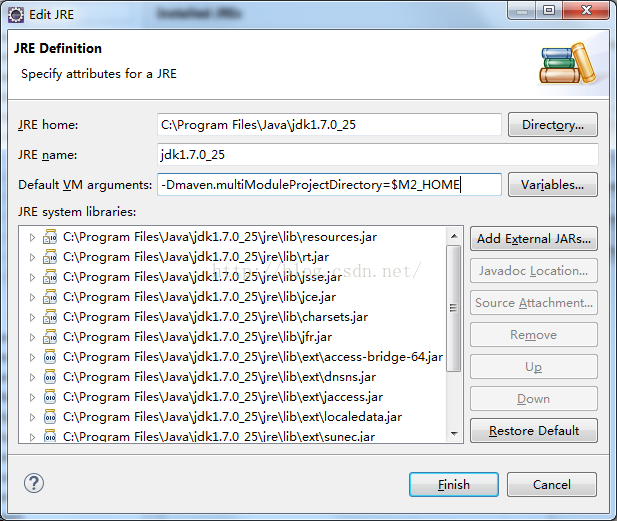 Edit JRE
Installed JREs
JRE Definition
Specify attributes for a JRE
JRE home: C:\Program Files\Java\jdk1.7.0_25 Directory...
JRE name: jdk1.7.0_25
Default VM arguments: -Dmaven.multiModuleProjectDirectory=$M2_HOME Variables...
JRE system libraries:
C:\Program Files\Java\jdk1.7.0_25\jre\lib\resources.jar
C:\Program Files\Java\jdk1.7.0_25\jre\lib\rt.jar
C:\Program Files\Java\jdk1.7.0_25\jre\lib\jsse.jar
C:\Program Files\Java\jdk1.7.0_25\jre\lib\jce.jar
C:\Program Files\Java\jdk1.7.0_25\jre\lib\charsets.jar
C:\Program Files\Java\jdk1.7.0_25\jre\lib\jfr.jar
C:\Program Files\Java\jdk1.7.0_25\jre\lib\ext\access-bridge-64.jar
C:\Program Files\Java\jdk1.7.0_25\jre\lib\ext\dnsns.jar
C:\Program Files\Java\jdk1.7.0_25\jre\lib\ext\jaccess.jar
C:\Program Files\Java\jdk1.7.0_25\jre\lib\ext\localedata.jar
C:\Program Files\Java\jdk1.7.0_25\jre\lib\ext\sunec.jar
http://blog.csdn.net/
Add External JARs...
Javadoc Location...
Source Attachment...
Remove
Up
Down
Restore Default
Finish Cancel